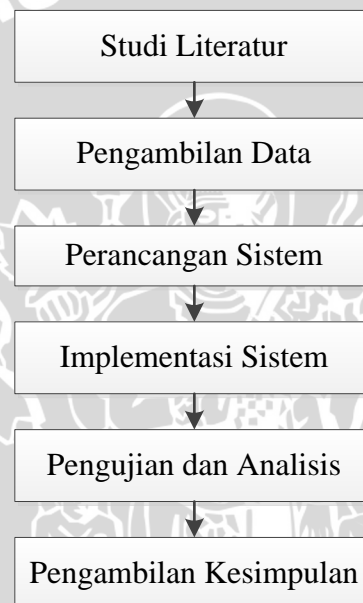 Studi Literatur
Pengambilan Data
Perancangan Sistem
Implementasi Sistem
Pengujian dan Analisis
Pengambilan Kesimpulan